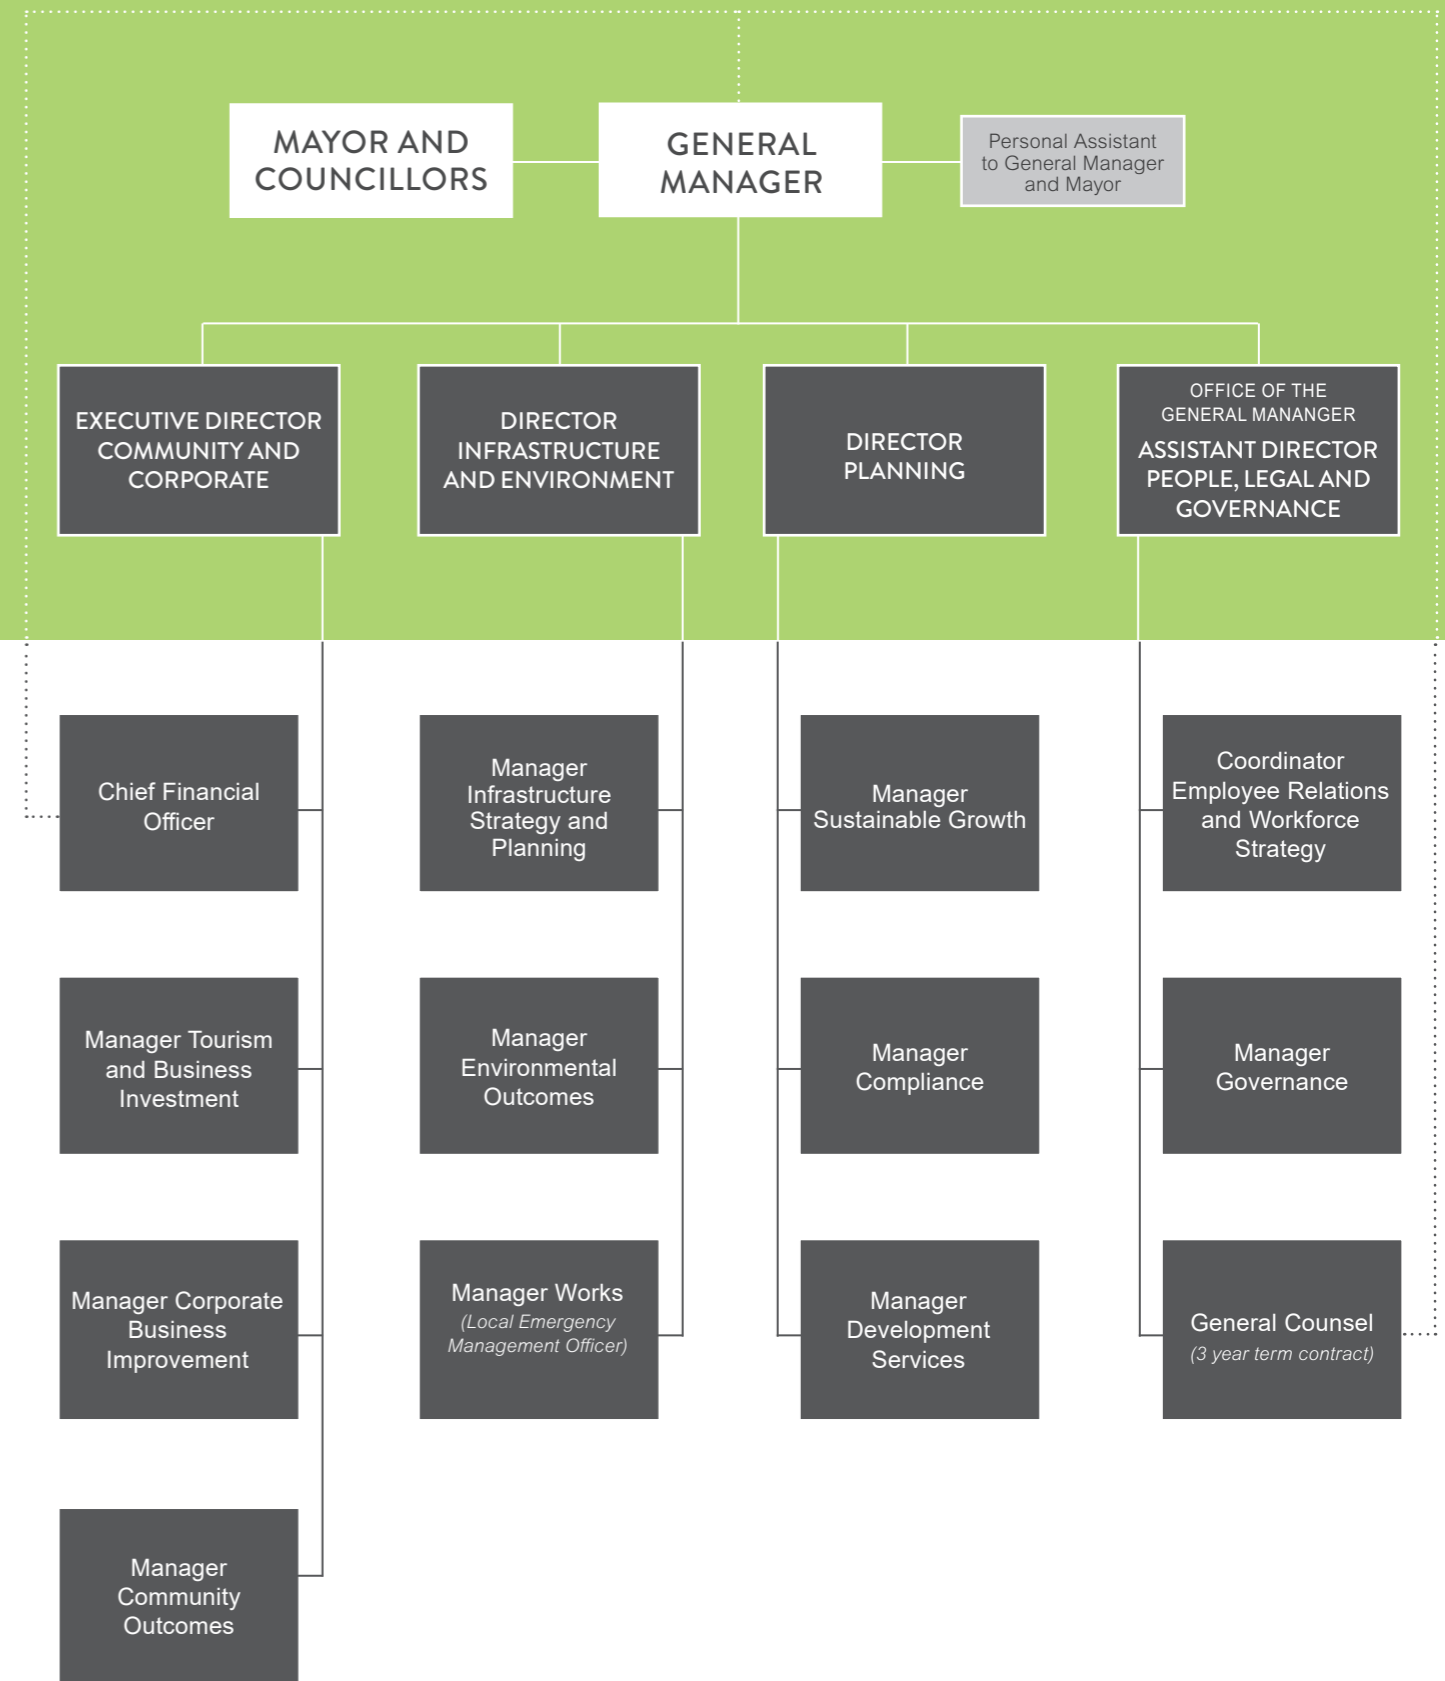 MAYOR AND
COUNCILLORS
GENERAL
MANAGER
Personal Assistant
to General Manager
and Mayor
EXECUTIVE DIRECTOR
COMMUNITY AND
CORPORATE
DIRECTOR
INFRASTRUCTURE
AND ENVIRONMENT
DIRECTOR
PLANNING
OFFICE OF THE
GENERAL MANANGER
ASSISTANT DIRECTOR
PEOPLE, LEGAL AND
GOVERNANCE
Chief Financial
Officer
Manager
Infrastructure
Strategy and
Planning
Manager
Sustainable Growth
Coordinator
Employee Relations
and Workforce
Strategy
Manager Tourism
and Business
Investment
Manager
Environmental
Outcomes
Manager
Compliance
Manager
Governance
Manager Corporate
Business
Improvement
Manager Works
(Local Emergency
Management Officer)
Manager
Development
Services
General Counsel
(3 year term contract)
Manager
Community
Outcomes